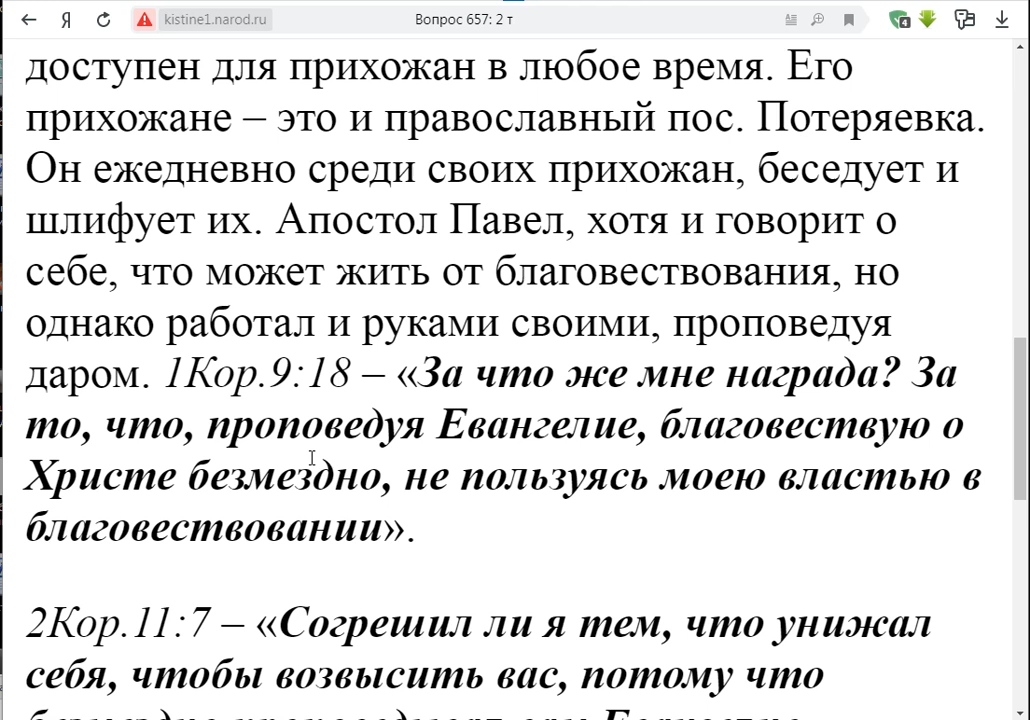 kistine1.narod.ru
Вопрос 657: 2 т
4
доступен для прихожан в любое время. Его
прихожане – это и православный пос. Потеряевка.
Он ежедневно среди своих прихожан, беседует и
шлифует их. Апостол Павел, хотя и говорит о
себе, что может жить от благовествования, но
однако работал и руками своими, проповедуя
даром. 1Кор.9:18 – «За что же мне награда? За
то, что, проповедуя Евангелие, благовествую о
Христе безмездно, не пользуясь моею властью в
благовествовании».
2Кор.11:7 – «Согрешил ли я тем, что унижал
себя, чтобы возвысить вас, потому что